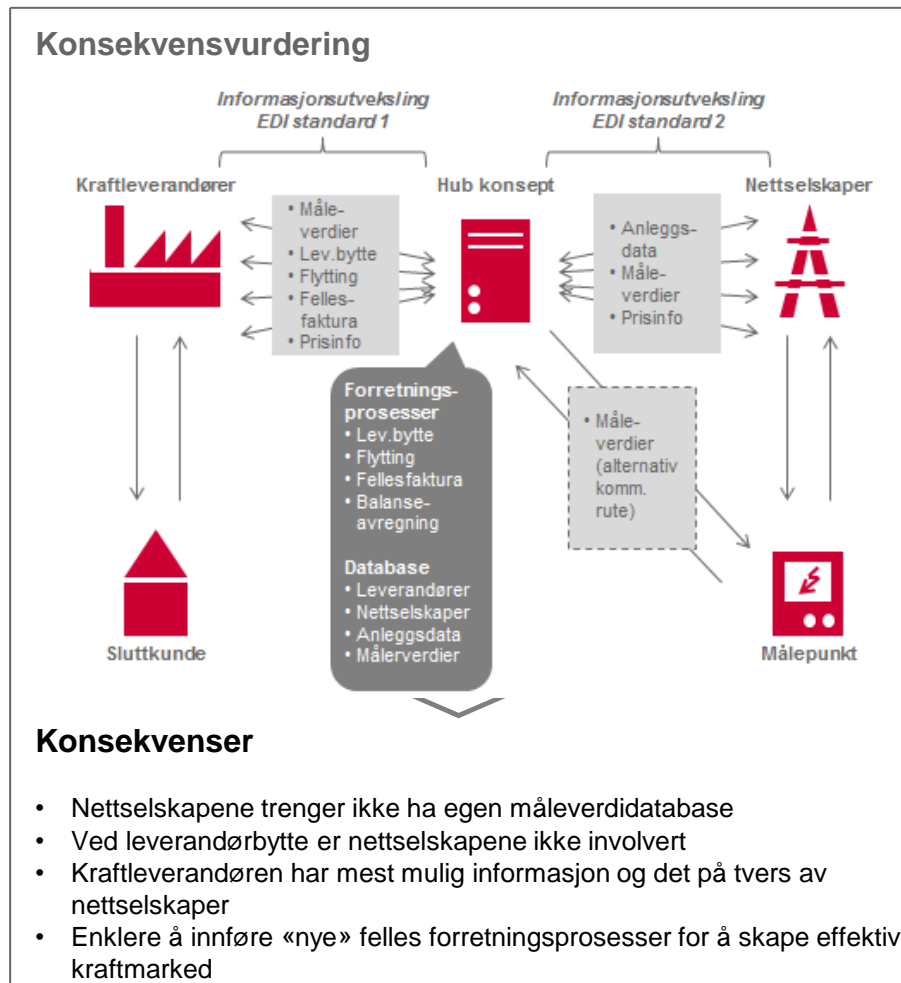 Konsekvensvurdering
Informasjonsutveksling
EDI standard 1
Informasjonsutveksling
EDI standard 2
Kraftleverandører
Hub konsept
Nettselskaper
• Måle-
verdier
• Lev.bytte
• Flytting
• Felles-
faktura
• Prisinfo
• Anleggs-
data
• Måle-
verdier
• Prisinfo
Forretnings-
prosesser
• Lev.bytte
• Flytting
• Fellesfaktura
• Balanse-
avregning
Database
• Leverandører
• Nettselskaper
• Anleggsdata
• Målerverdier
• Måle-
verdier
(alternativ
komm.
rute)
Sluttkunde
Målepunkt
Konsekvenser
• Nettselskapene trenger ikke ha egen måleverdidatabase
• Ved leverandørbytte er nettselskapene ikke involvert
• Kraftleverandøren har mest mulig informasjon og det på tvers av
nettselskaper
• Enklere å innføre «nye» felles forretningsprosesser for å skape effektiv
kraftmarked